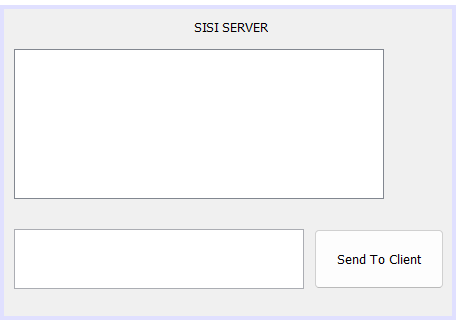 SISI SERVER
Send To Client